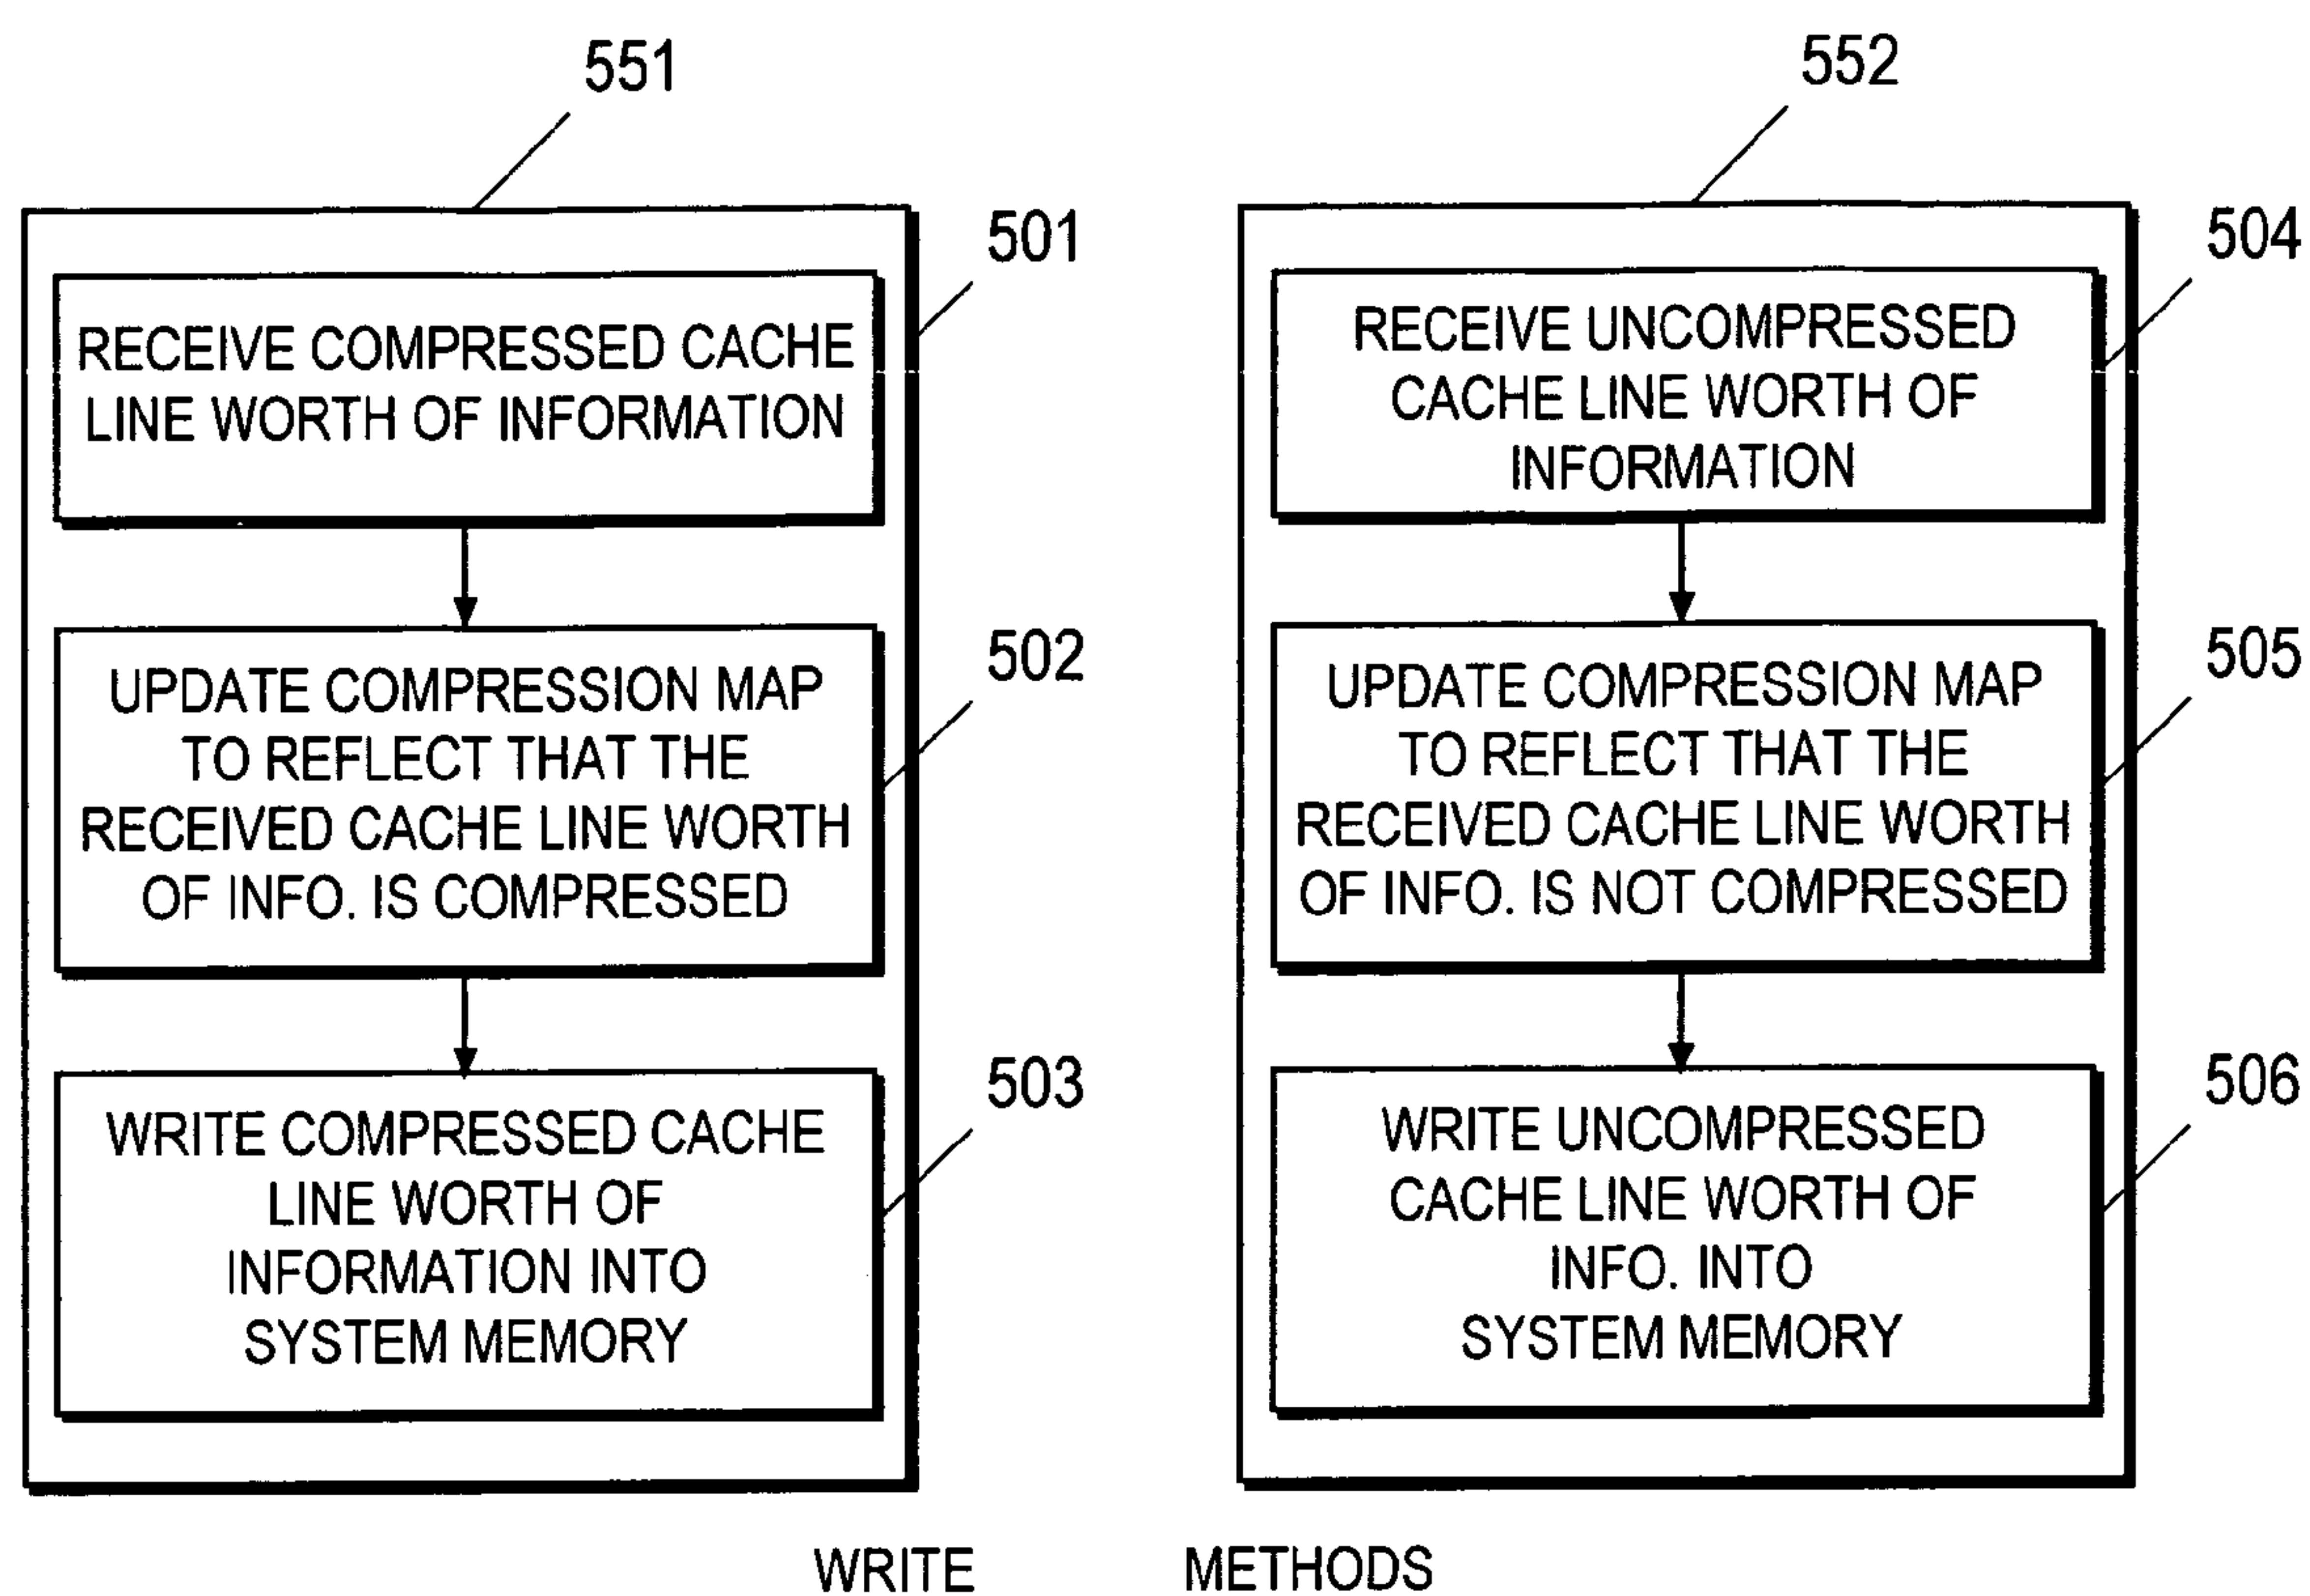 551
501
RECEIVE COMPRESSED CACHE
LINE WORTH OF INFORMATION
502
UPDATE COMPRESSION MAP
TO REFLECT THAT THE
RECEIVED CACHE LINE WORTH
OF INFO. IS COMPRESSED
503
WRITE COMPRESSED CACHE
LINE WORTH OF
INFORMATION INTO
SYSTEM MEMORY
552
504
RECEIVE UNCOMPRESSED
CACHE LINE WORTH OF
INFORMATION
505
UPDATE COMPRESSION MAP
TO REFLECT THAT THE
RECEIVED CACHE LINE WORTH
OF INFO. IS NOT COMPRESSED
506
WRITE UNCOMPRESSED
CACHE LINE WORTH OF
INFO. INTO
SYSTEM MEMORY
WRITE METHODS